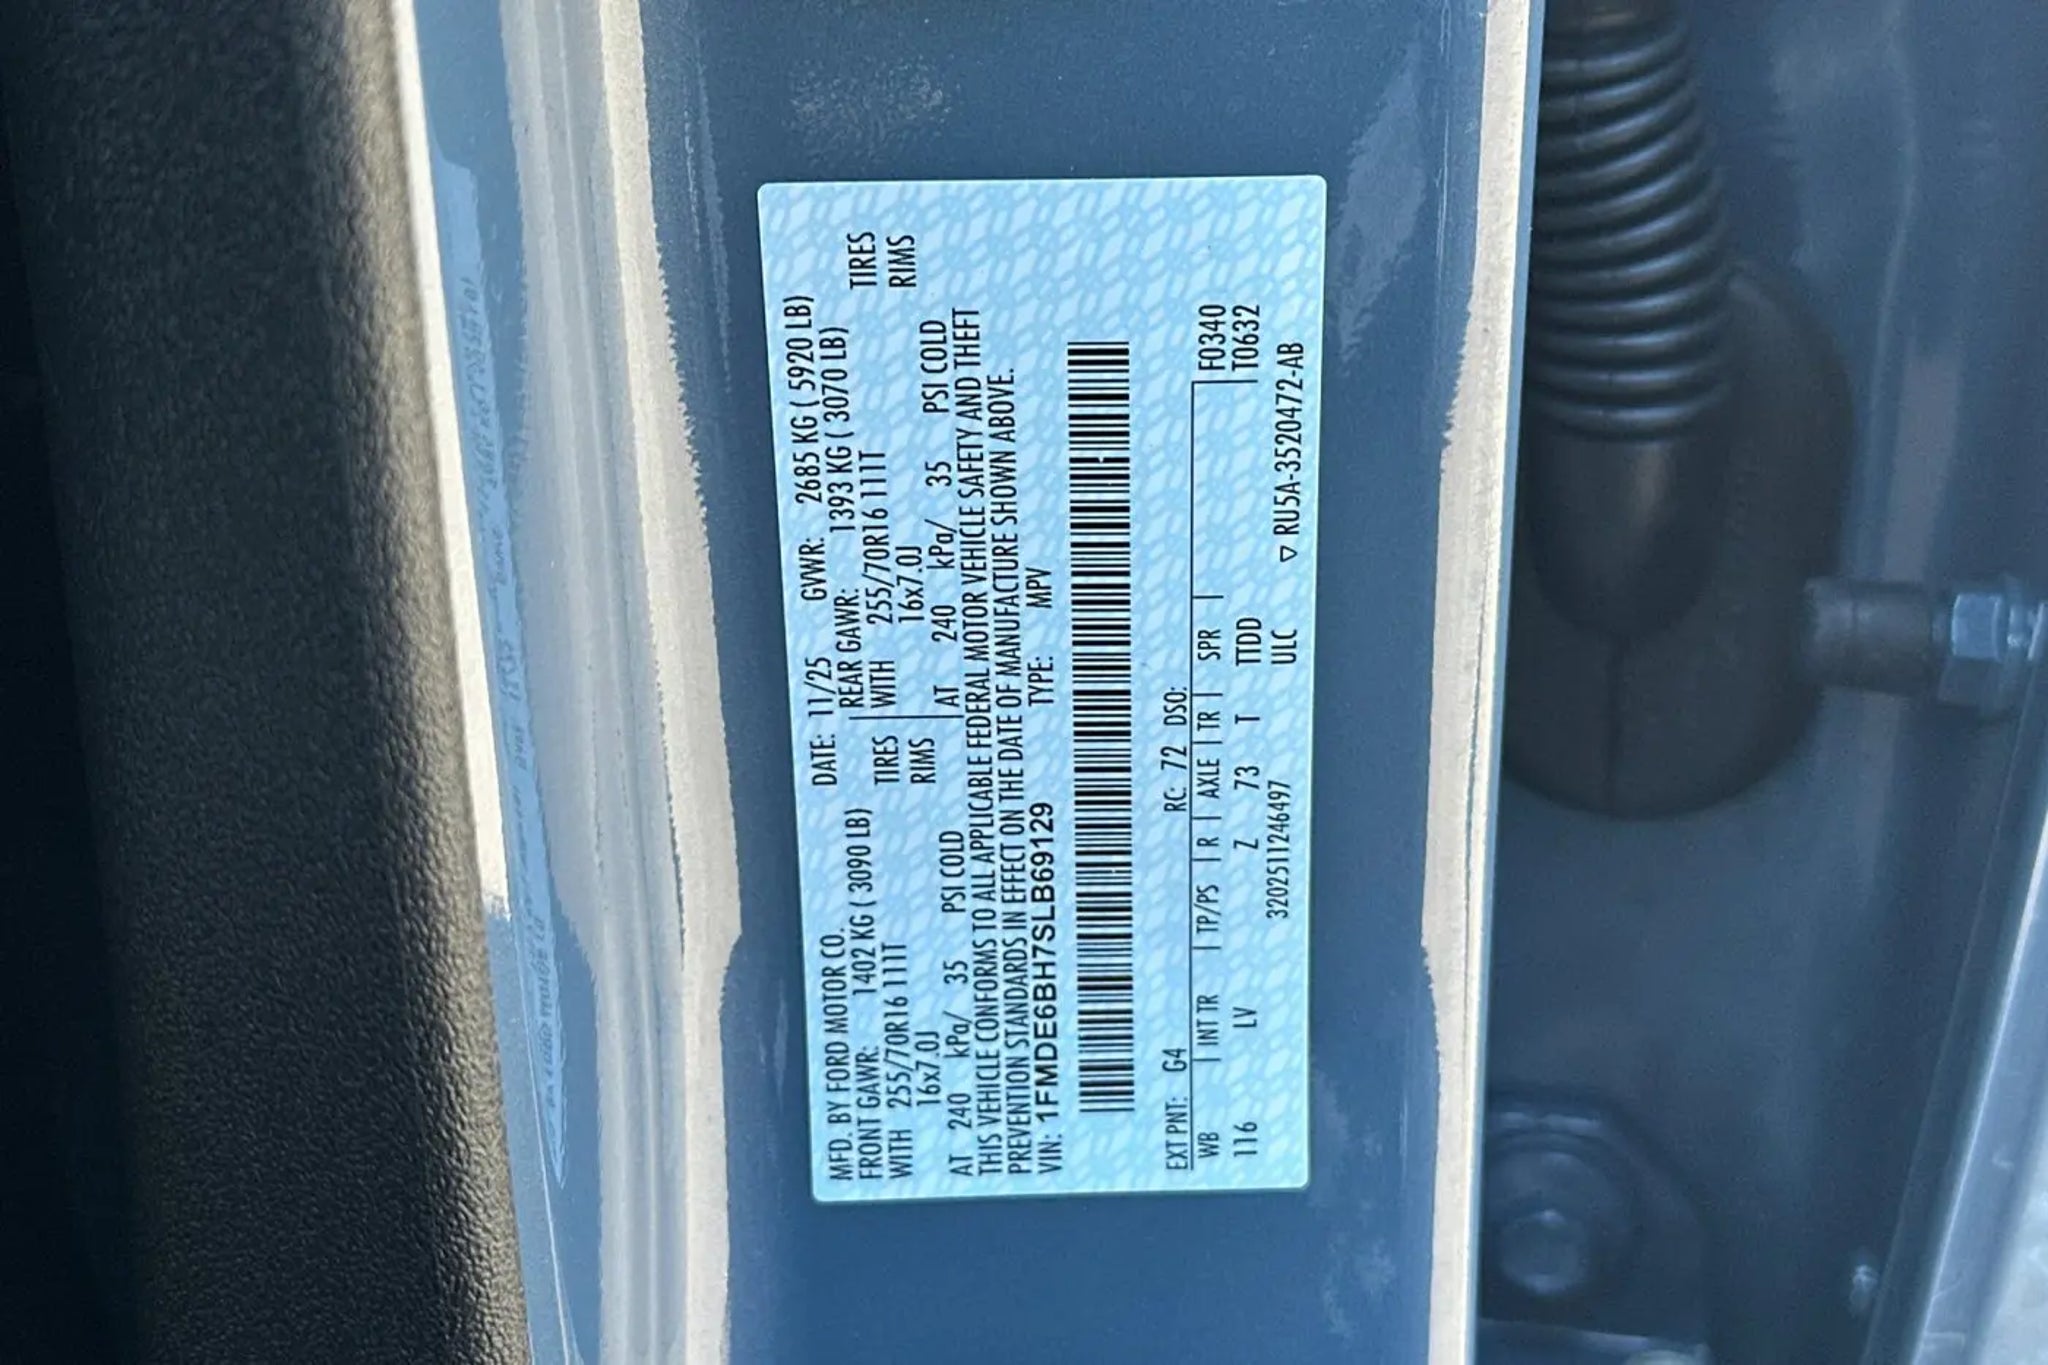 MFD. BY FORD MOTOR CO. DATE: 11/25 GVWR: 2685 KG ( 5920 LB)
FRONT GAWR: 1402 KG ( 3090 LB) REAR GAWR: 1393 KG ( 3070 LB)
WITH 255/70R16 111T TIRES WITH 255/70R16 111T TIRES
16x7.0J RIMS 16x7.0J RIMS
AT 240 kPa/ 35 PSI COLD AT 240 kPa/ 35 PSI COLD
THIS VEHICLE CONFORMS TO ALL APPLICABLE FEDERAL MOTOR VEHICLE SAFETY AND THEFT
PREVENTION STANDARDS IN EFFECT ON THE DATE OF MANUFACTURE SHOWN ABOVE.
VIN: 1FMDE6BH7SLB69129 TYPE: MPV
EXT PNT: G4 RC: 72 DSO:
WB INT TR TP/PS R AXLE TR SPR F0340
116 LV Z 73 T TTDD T0632
3202511246497 ULC ▽ RU5A-3520472-AB